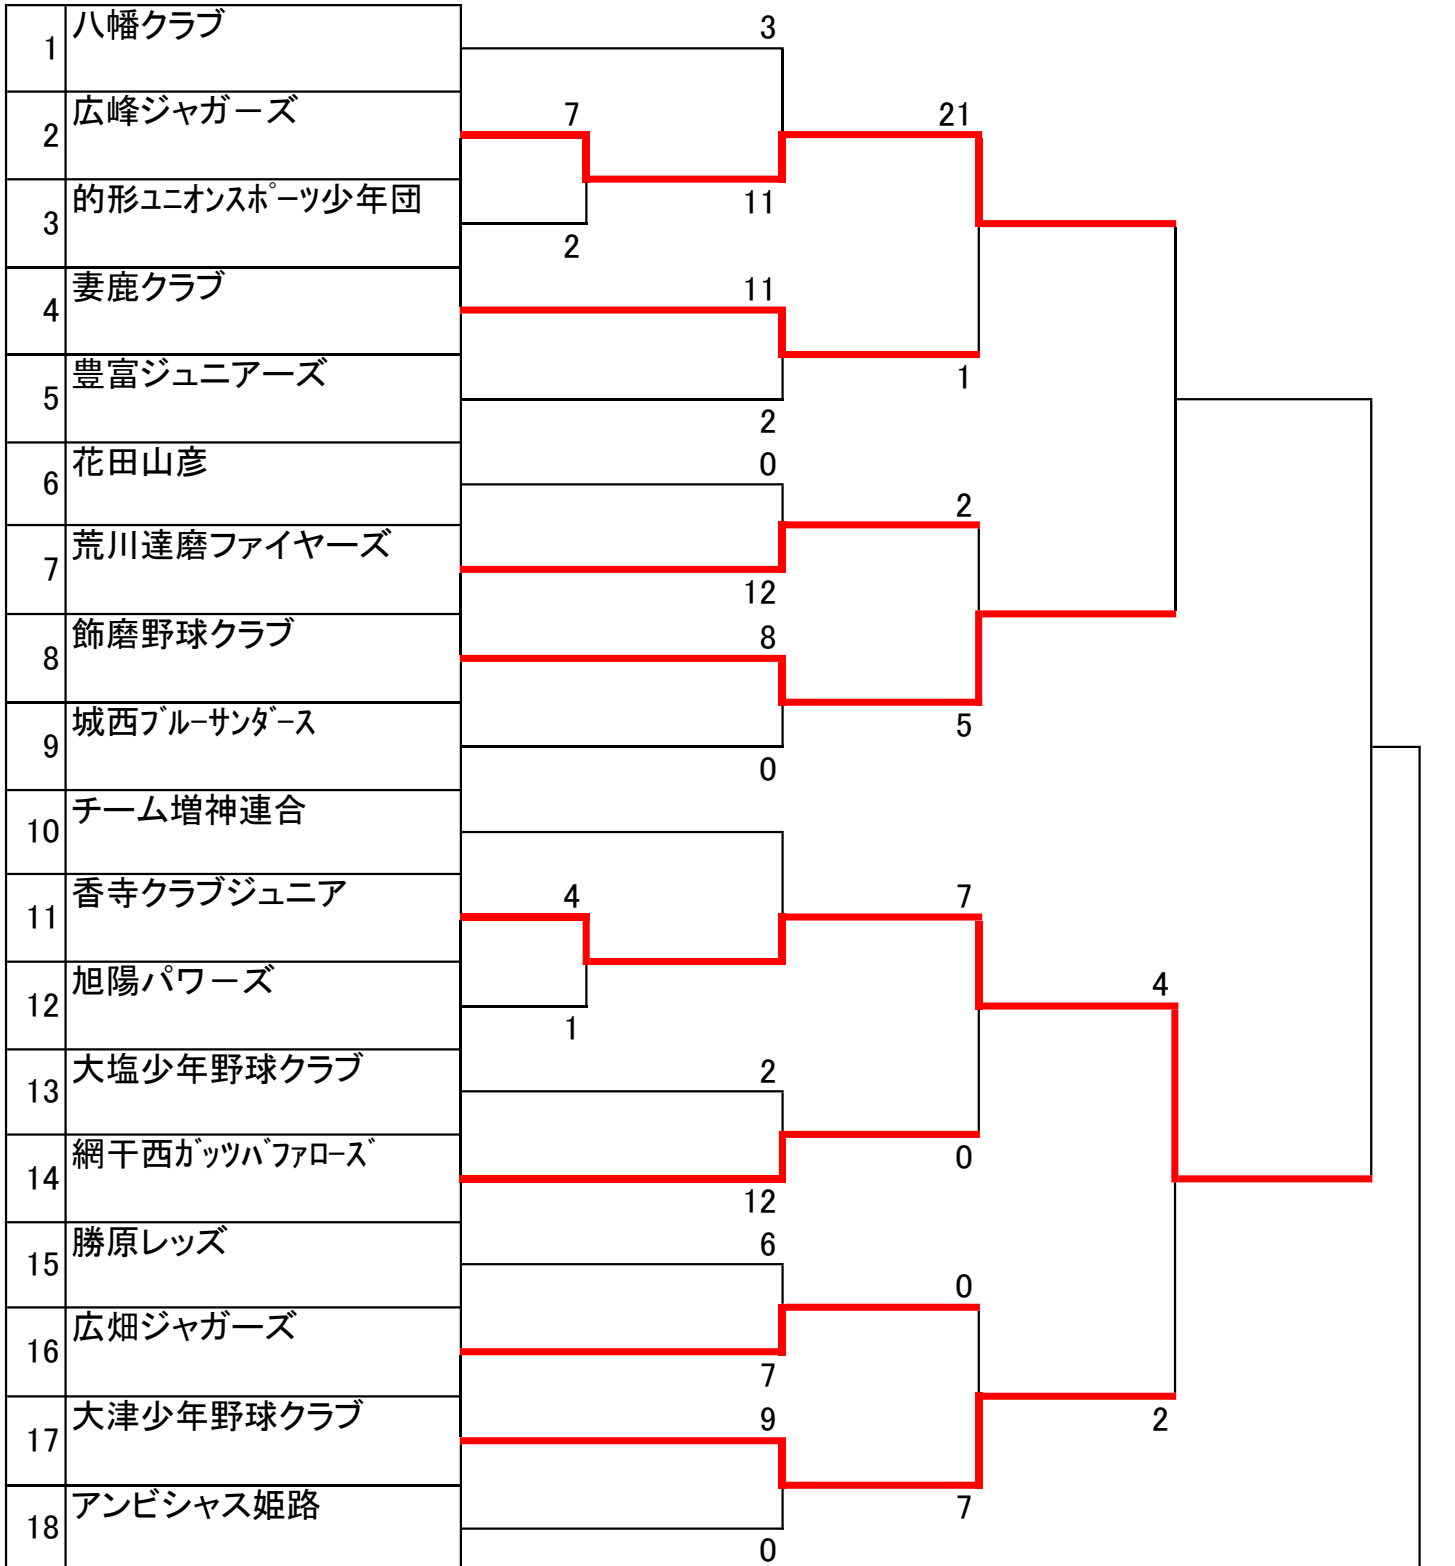 1 八幡クラブ 3
2 広峰ジャガーズ 7 21
3 的形ユニオンスポーツ少年団 2 11
4 妻鹿クラブ 11
5 豊富ジュニアーズ 2 1
6 花田山彦 0
7 荒川達磨ファイヤーズ 12 2
8 飾磨野球クラブ 8
9 城西ブルーサンダース 0 5
10 チーム増神連合
11 香寺クラブジュニア 4 7
12 旭陽パワーズ 1 4
13 大塩少年野球クラブ 2
14 網干西ガッツバファローズ 12 0
15 勝原レッズ 6
16 広畑ジャガーズ 7 0
17 大津少年野球クラブ 9 2
18 アンビシャス姫路 0 7